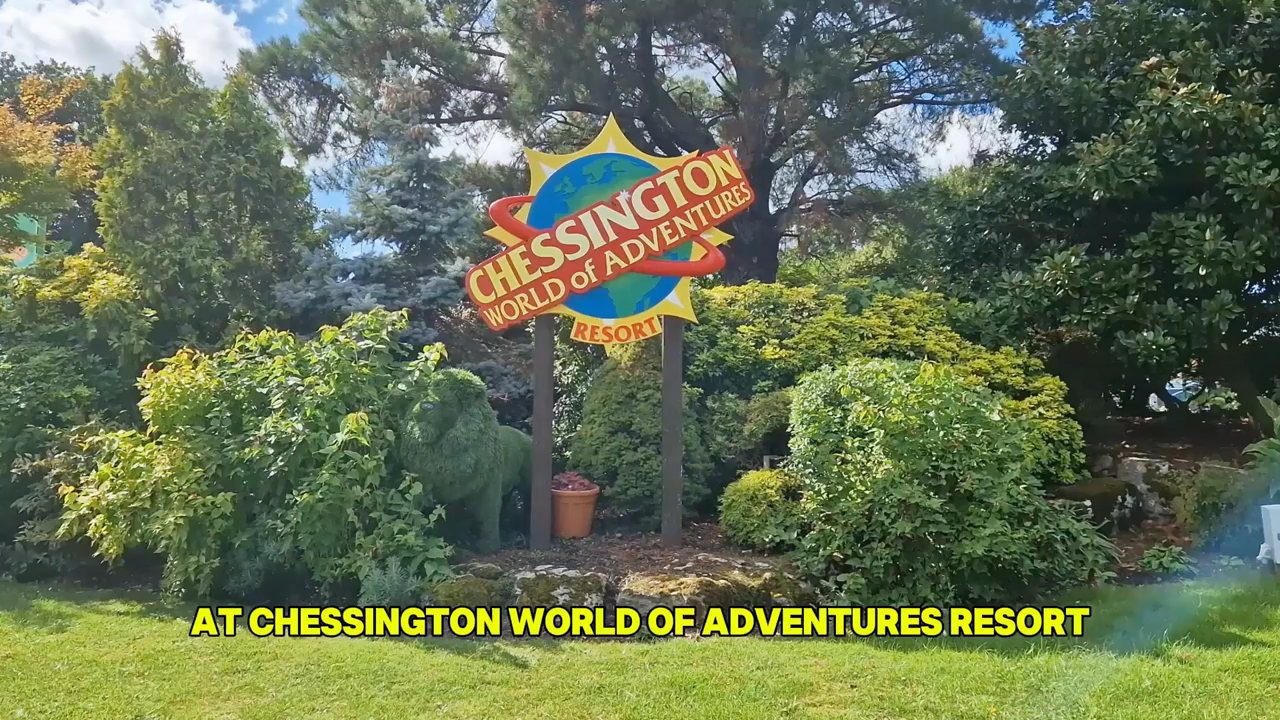 CHESSINGTON
WORLD of ADVENTURES
RESORT
AT CHESSINGTON WORLD OF ADVENTURES RESORT